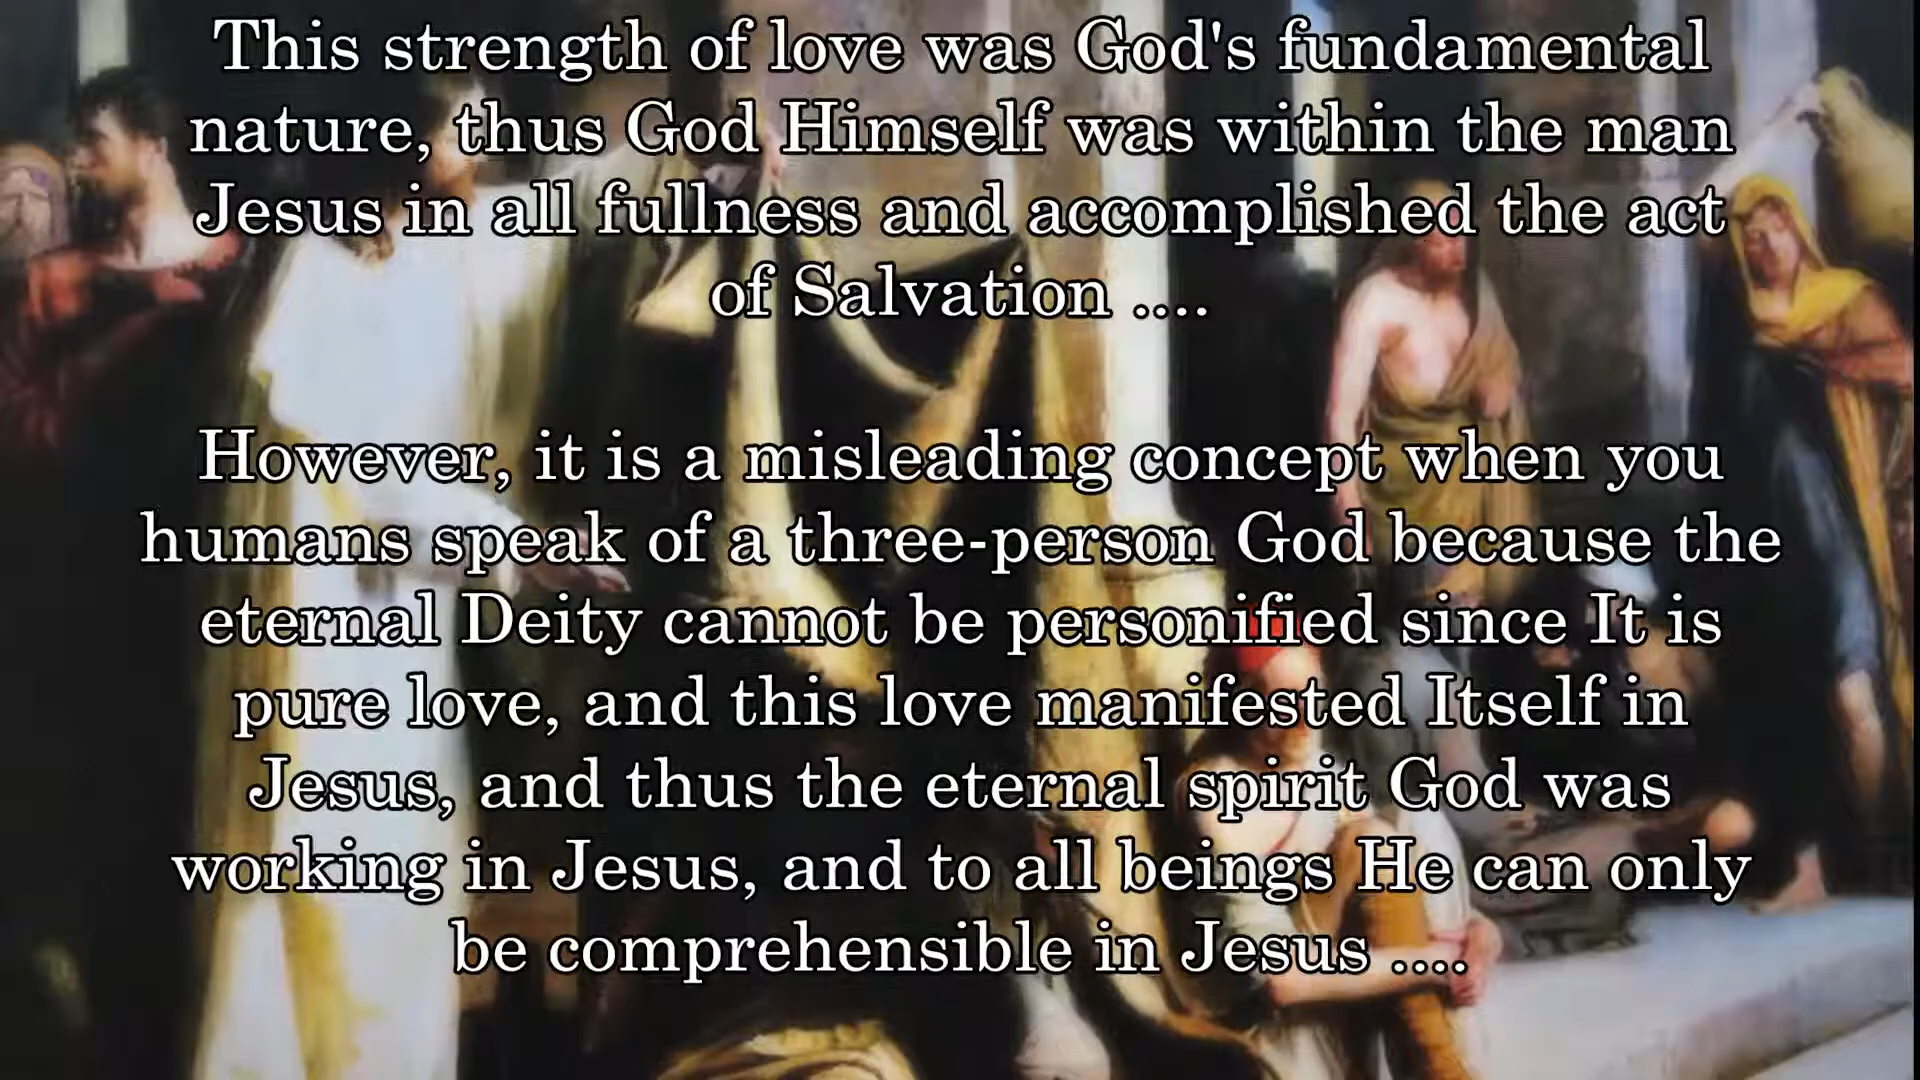 This strength of love was God's fundamental
nature, thus God Himself was within the man
Jesus in all fullness and accomplished the act
of Salvation ....
However, it is a misleading concept when you
humans speak of a three-person God because the
eternal Deity cannot be personified since It is
pure love, and this love manifested Itself in
Jesus, and thus the eternal spirit God was
working in Jesus, and to all beings He can only
be comprehensible in Jesus ....